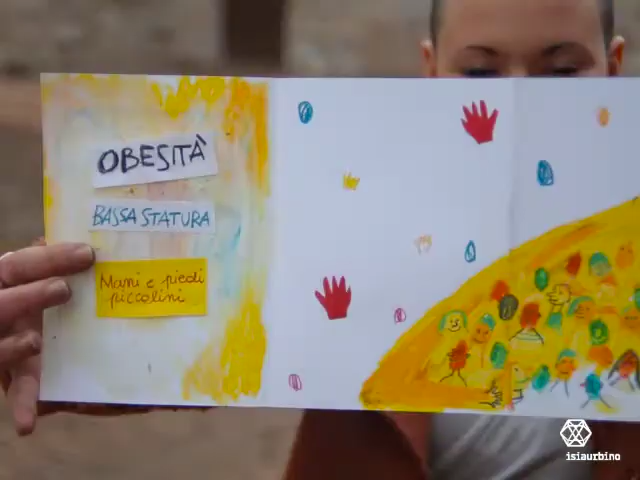 OBESITÀ
BASSA STATURA
Mani e piedi
piccolini
isiaurbino